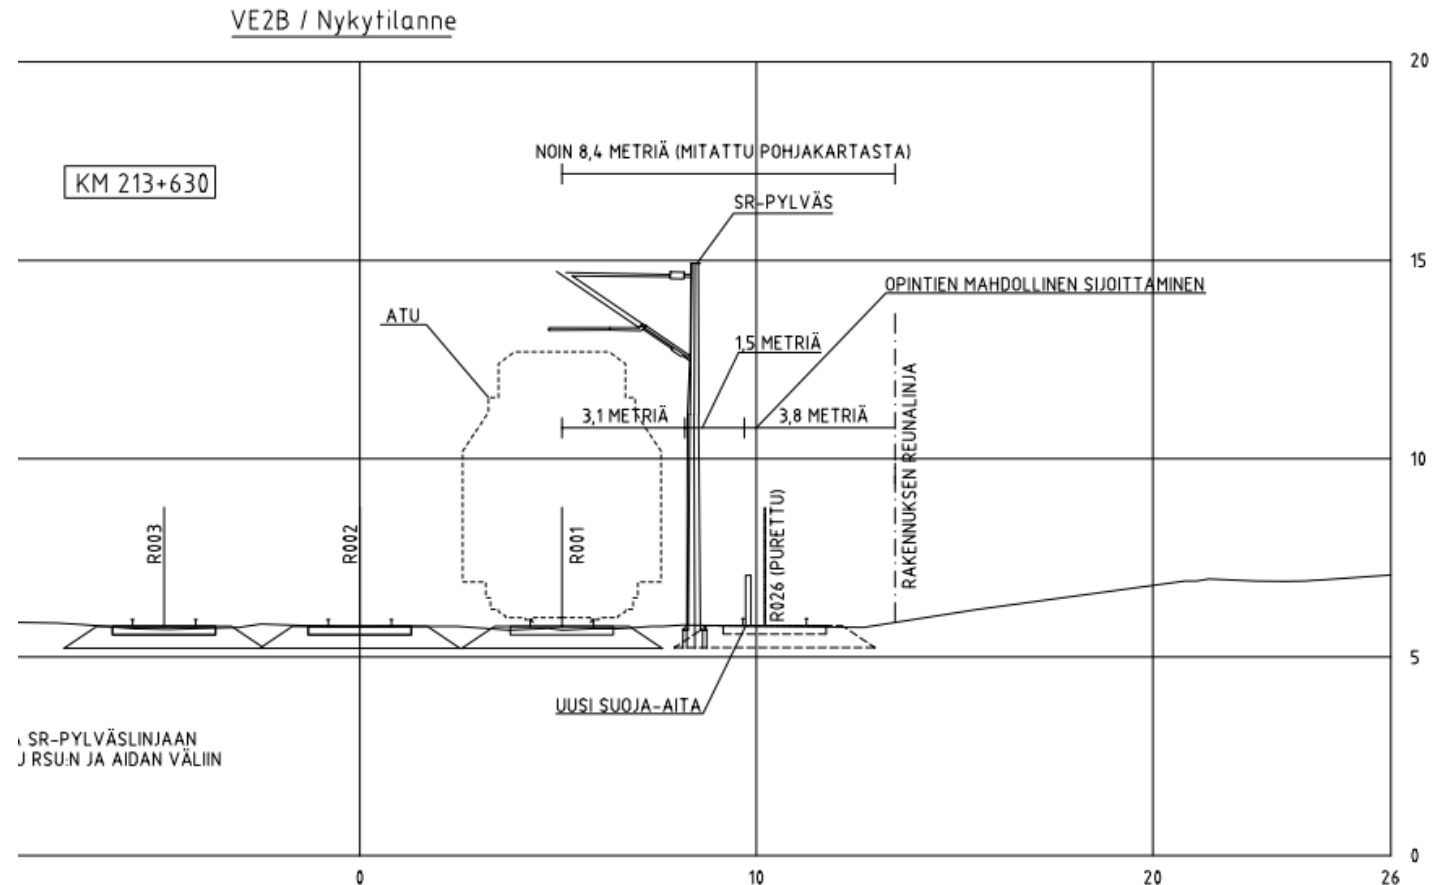 VE2B / Nykytilanne
20
NOIN 8,4 METRIÄ (MITATTU POHJAKARTASTA)
KM 213+630
SR-PYLVÄS
15
OPINTIEN MAHDOLLINEN SIJOITTAMINEN
ATU
1,5 METRIÄ
3,1 METRIÄ
3,8 METRIÄ
10
RAKENNUKSEN REUNALINJA
R003
R002
R001
R026 (PURETTU)
5
UUSI SUOJA-AITA
SR-PYLVÄSLINJAAN
RSU:N JA AIDAN VÄLIIN
0
0
10
20
26